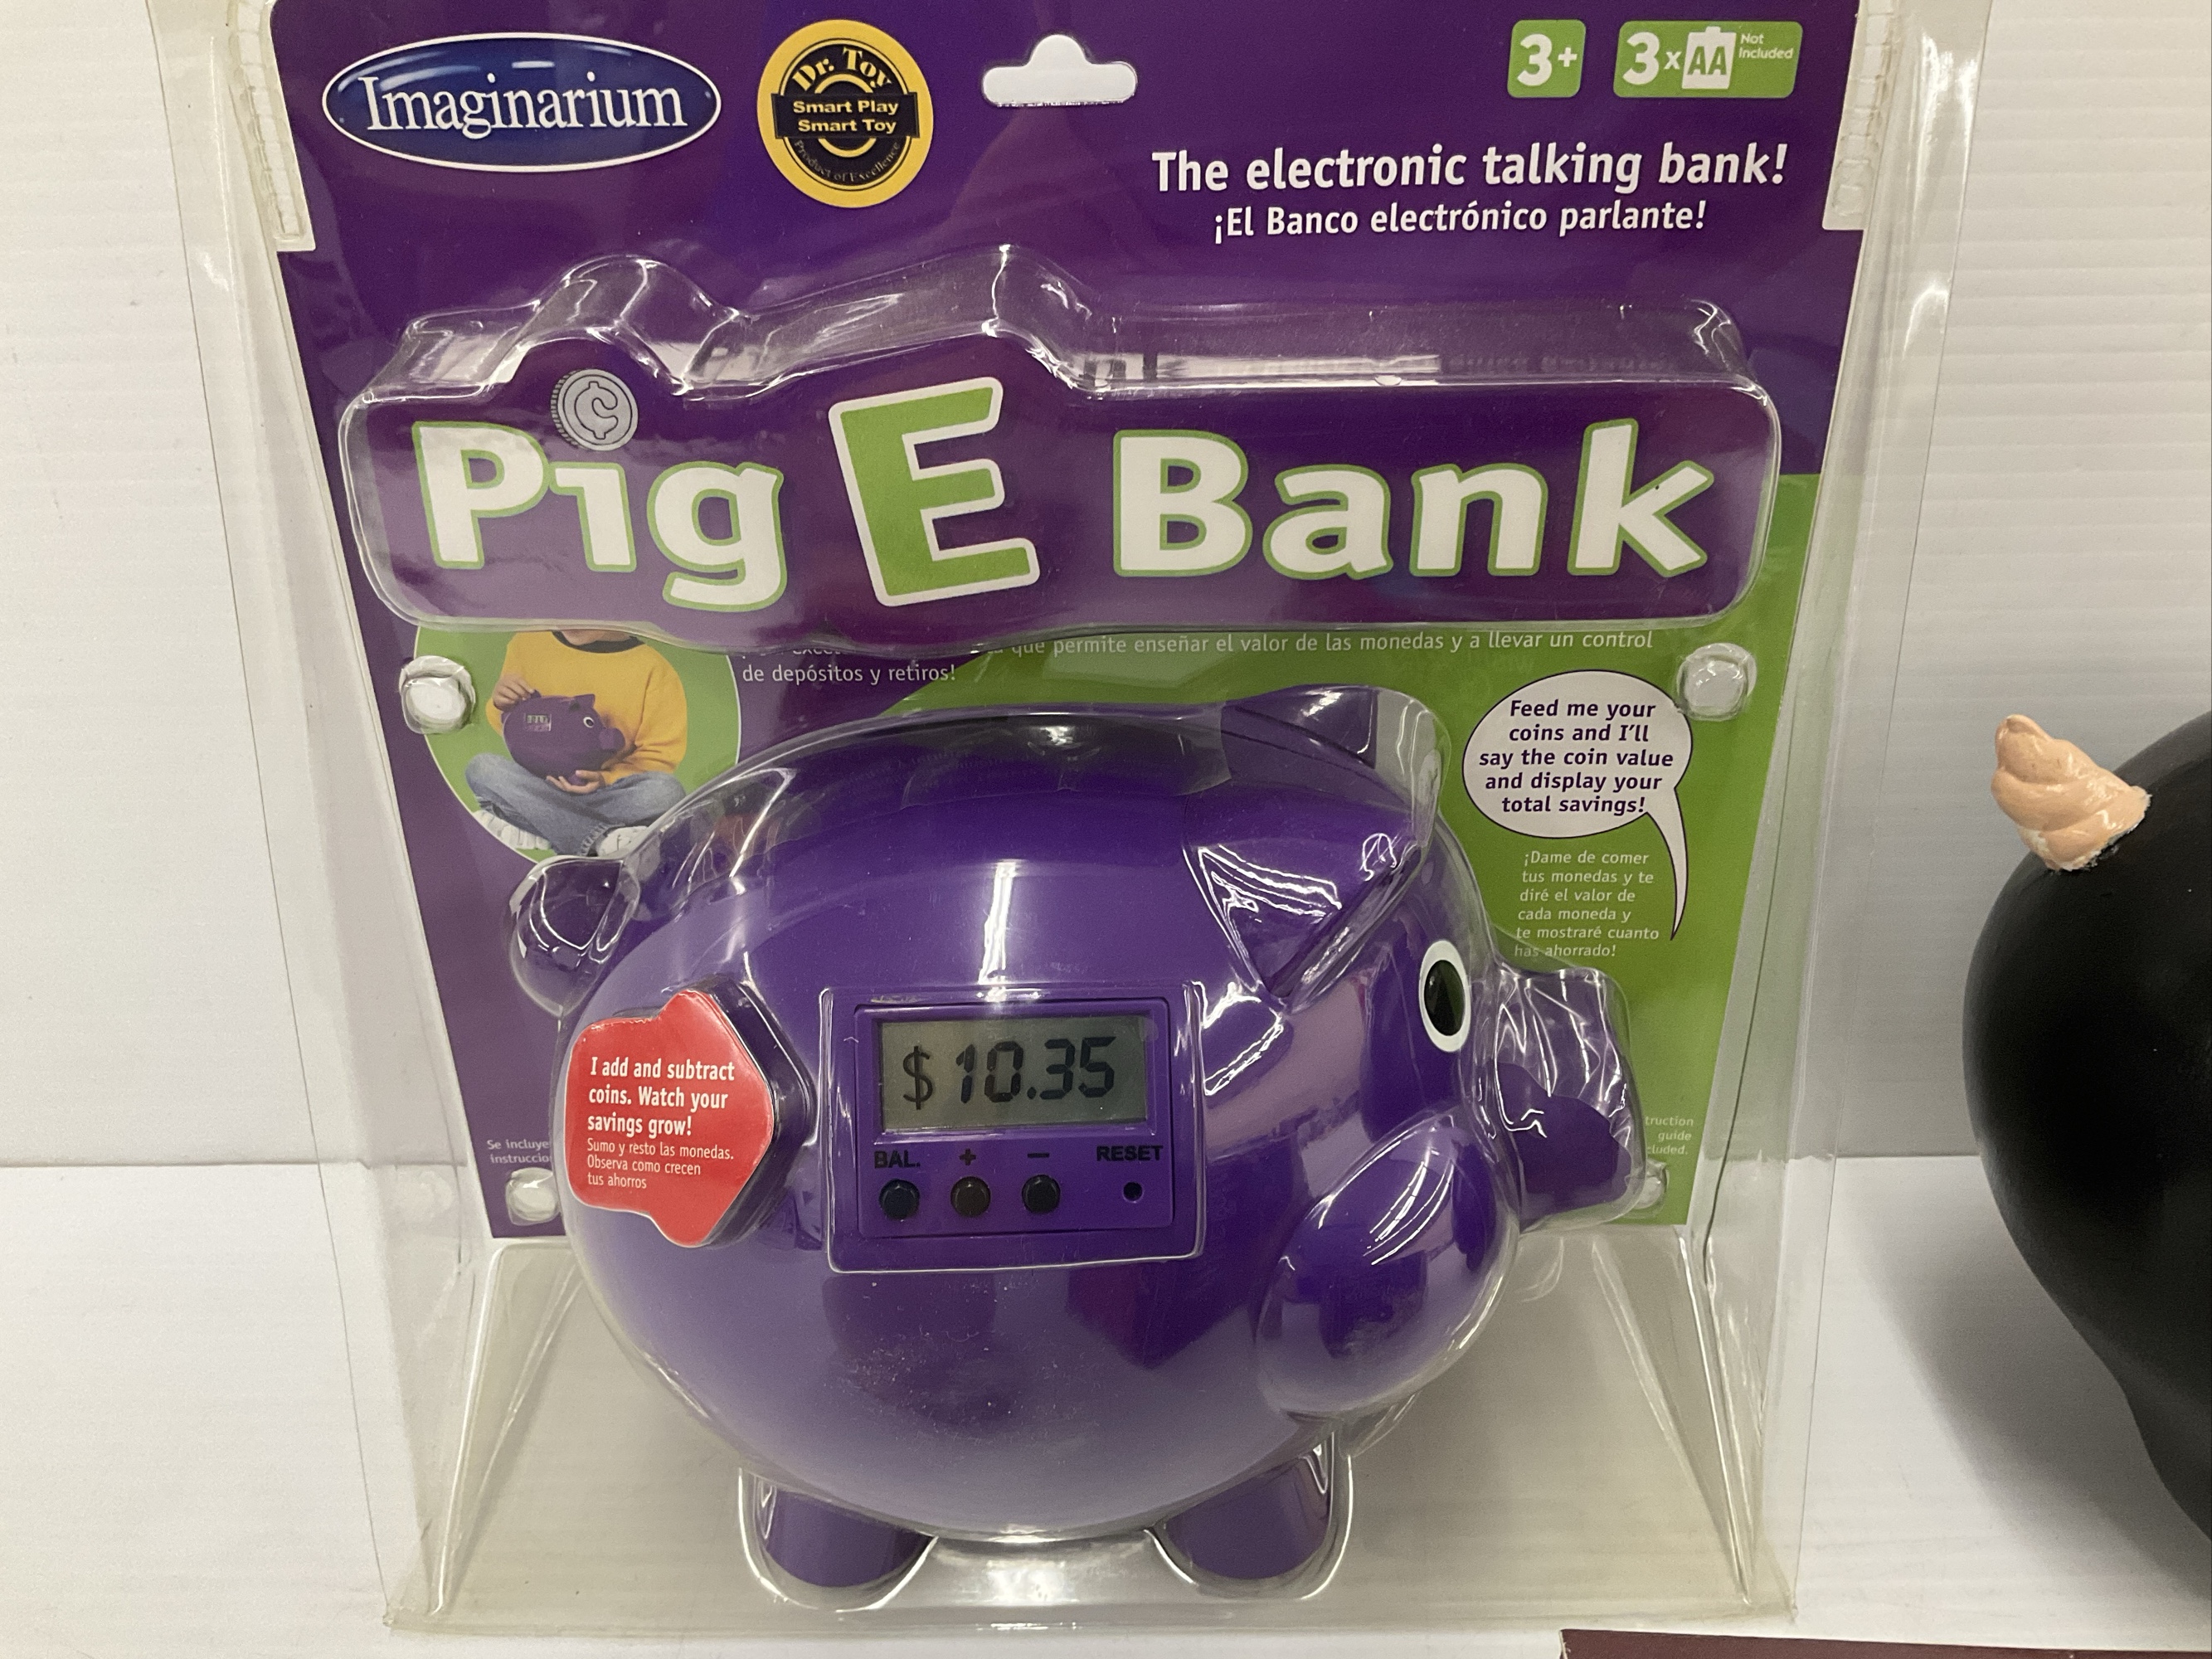 Imaginarium
Dr. Toy
Smart Play
Smart Toy
Product of Excellence
3+
3xAA Not
Included
The electronic talking bank!
¡El Banco electrónico parlante!
¢
Pig E Bank
que permite enseñar el valor de las monedas y a llevar un control
de depósitos y retiros!
Feed me your
coins and I'll
say the coin value
and display your
total savings!
¡Dame de comer
tus monedas y te
diré el valor de
cada moneda y
te mostraré cuanto
has ahorrado!
I add and subtract
coins. Watch your
savings grow!
Sumo y resto las monedas.
Observa como crecen
tus ahorros
$10.35
BAL. + — RESET
Se incluye
guide